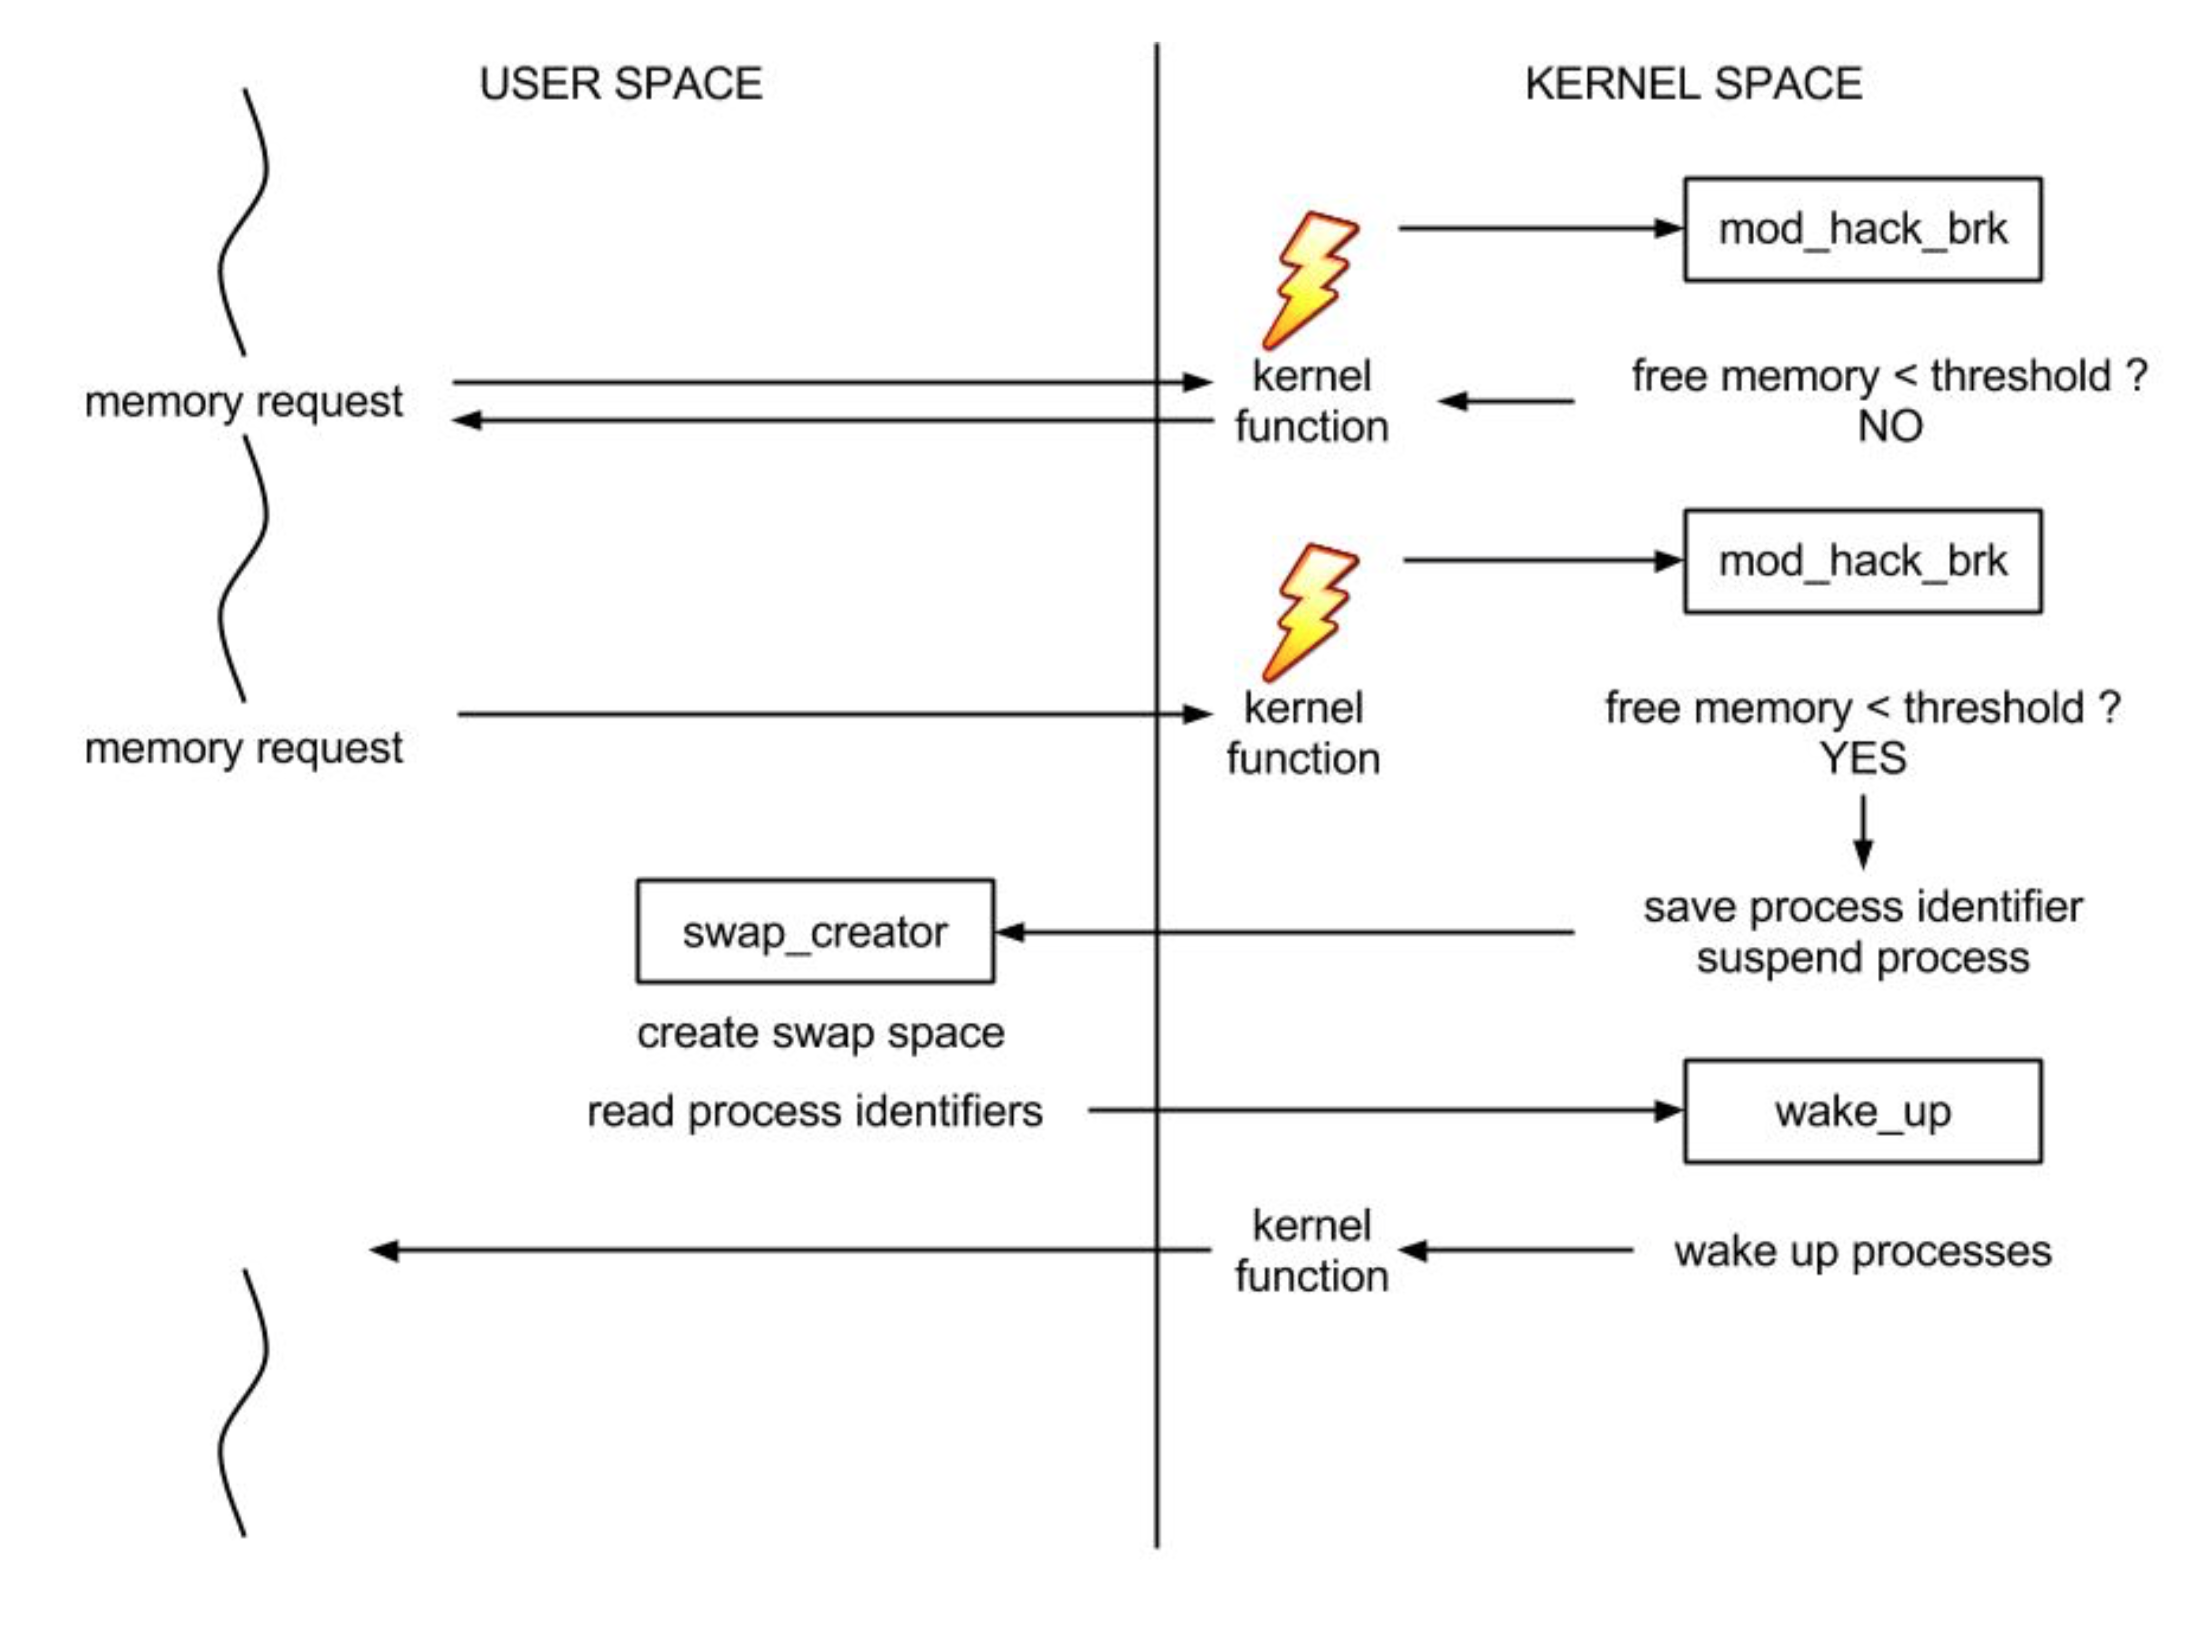 USER SPACE
KERNEL SPACE
mod_hack_brk
memory request
kernel
function
free memory < threshold ?
NO
mod_hack_brk
memory request
kernel
function
free memory < threshold ?
YES
swap_creator
save process identifier
suspend process
create swap space
read process identifiers
wake_up
kernel
function
wake up processes